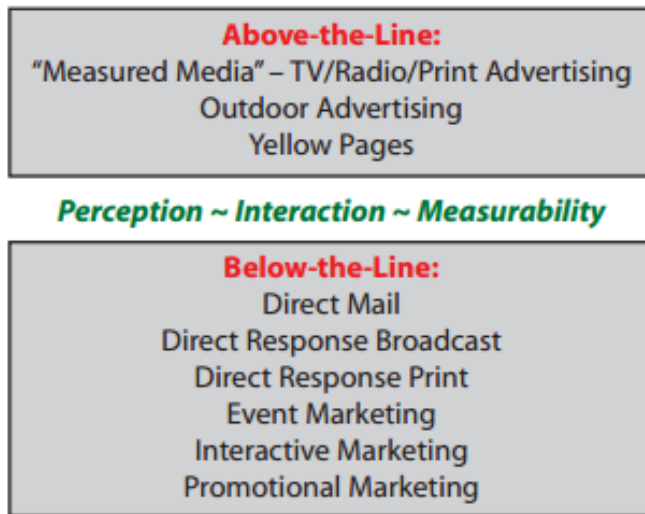 Above-the-Line:
“Measured Media” – TV/Radio/Print Advertising
Outdoor Advertising
Yellow Pages
Perception ~ Interaction ~ Measurability
Below-the-Line:
Direct Mail
Direct Response Broadcast
Direct Response Print
Event Marketing
Interactive Marketing
Promotional Marketing